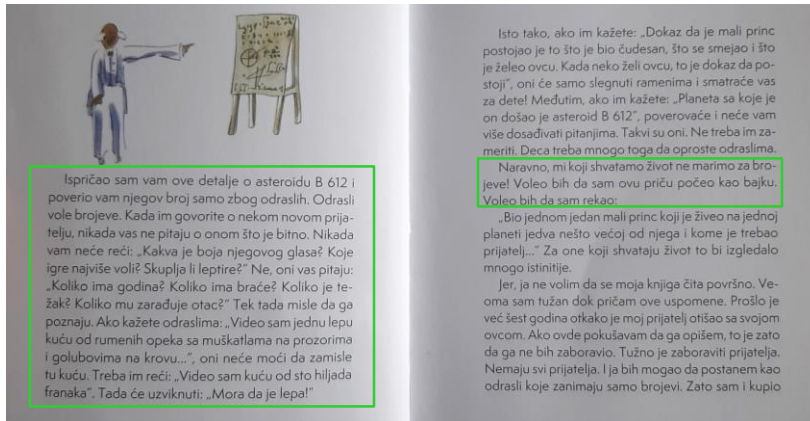 Ispričao sam vam ove detalje o asteroidu B 612 i
poverio vam njegov broj samo zbog odraslih. Odrasli
vole brojeve. Kada im govorite o nekom novom prija-
telju, nikada vas ne pitaju o onom što je bitno. Nikada
vam neće reći: „Kakva je boja njegovog glasa? Koje
igre najviše voli? Skuplja li leptire?“ Ne, oni vas pitaju:
„Koliko ima godina? Koliko ima braće? Koliko je te-
žak? Koliko mu zarađuje otac?“ Tek tada misle da ga
poznaju. Ako kažete odraslima: „Video sam jednu lepu
kuću od rumenih opeka sa muškatlama na prozorima
i golubovima na krovu...“, oni neće moći da zamisle
tu kuću. Treba im reći: „Video sam kuću od sto hiljada
franaka“. Tada će uzviknuti: „Mora da je lepa!“
Isto tako, ako im kažete: „Dokaz da je mali princ
postojao je to što je bio čudesan, što se smejao i što
je želeo ovcu. Kada neko želi ovcu, to je dokaz da po-
stoji“, oni će samo slegnuti ramenima i smatraće vas
za dete! Međutim, ako im kažete: „Planeta sa koje je
on došao je asteroid B 612“, poverovaće i neće vam
više dosađivati pitanjima. Takvi su oni. Ne treba im za-
meriti. Deca treba mnogo toga da oproste odraslima.
Naravno, mi koji shvatamo život ne marimo za bro-
jeve! Voleo bih da sam ovu priču počeo kao bajku.
Voleo bih da sam rekao:
„Bio jednom jedan mali princ koji je živeo na jednoj
planeti jedva nešto većoj od njega i kome je trebao
prijatelj...“ Za one koji shvataju život to bi izgledalo
mnogo istinitije.
Jer, ja ne volim da se moja knjiga čita površno. Ve-
oma sam tužan dok pričam ove uspomene. Prošlo je
već šest godina otkako je moj prijatelj otišao sa svojom
ovcom. Ako ovde pokušavam da ga opišem, to je zato
da ga ne bih zaboravio. Tužno je zaboraviti prijatelja.
Nemaju svi prijatelja. I ja bih mogao da postanem kao
odrasli koje zanimaju samo brojevi. Zato sam i kupio